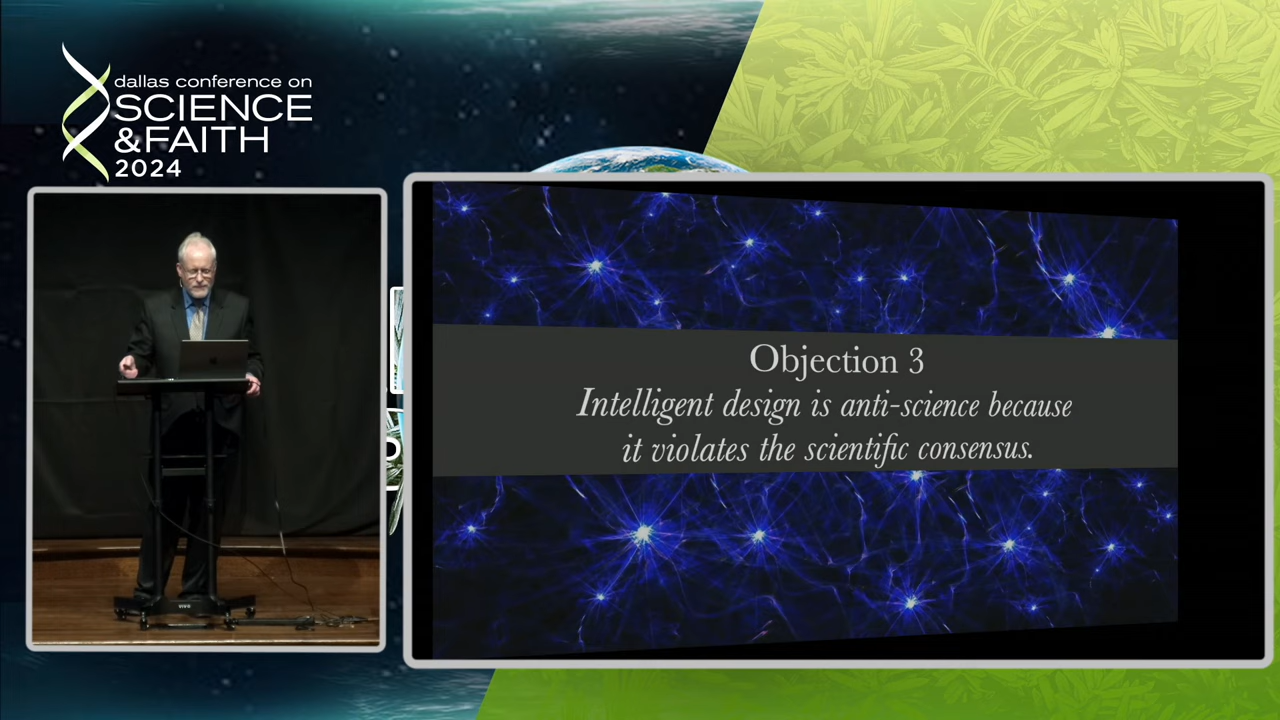 dallas conference on
SCIENCE
&FAITH
2024
Objection 3
Intelligent design is anti-science because
it violates the scientific consensus.
vivo